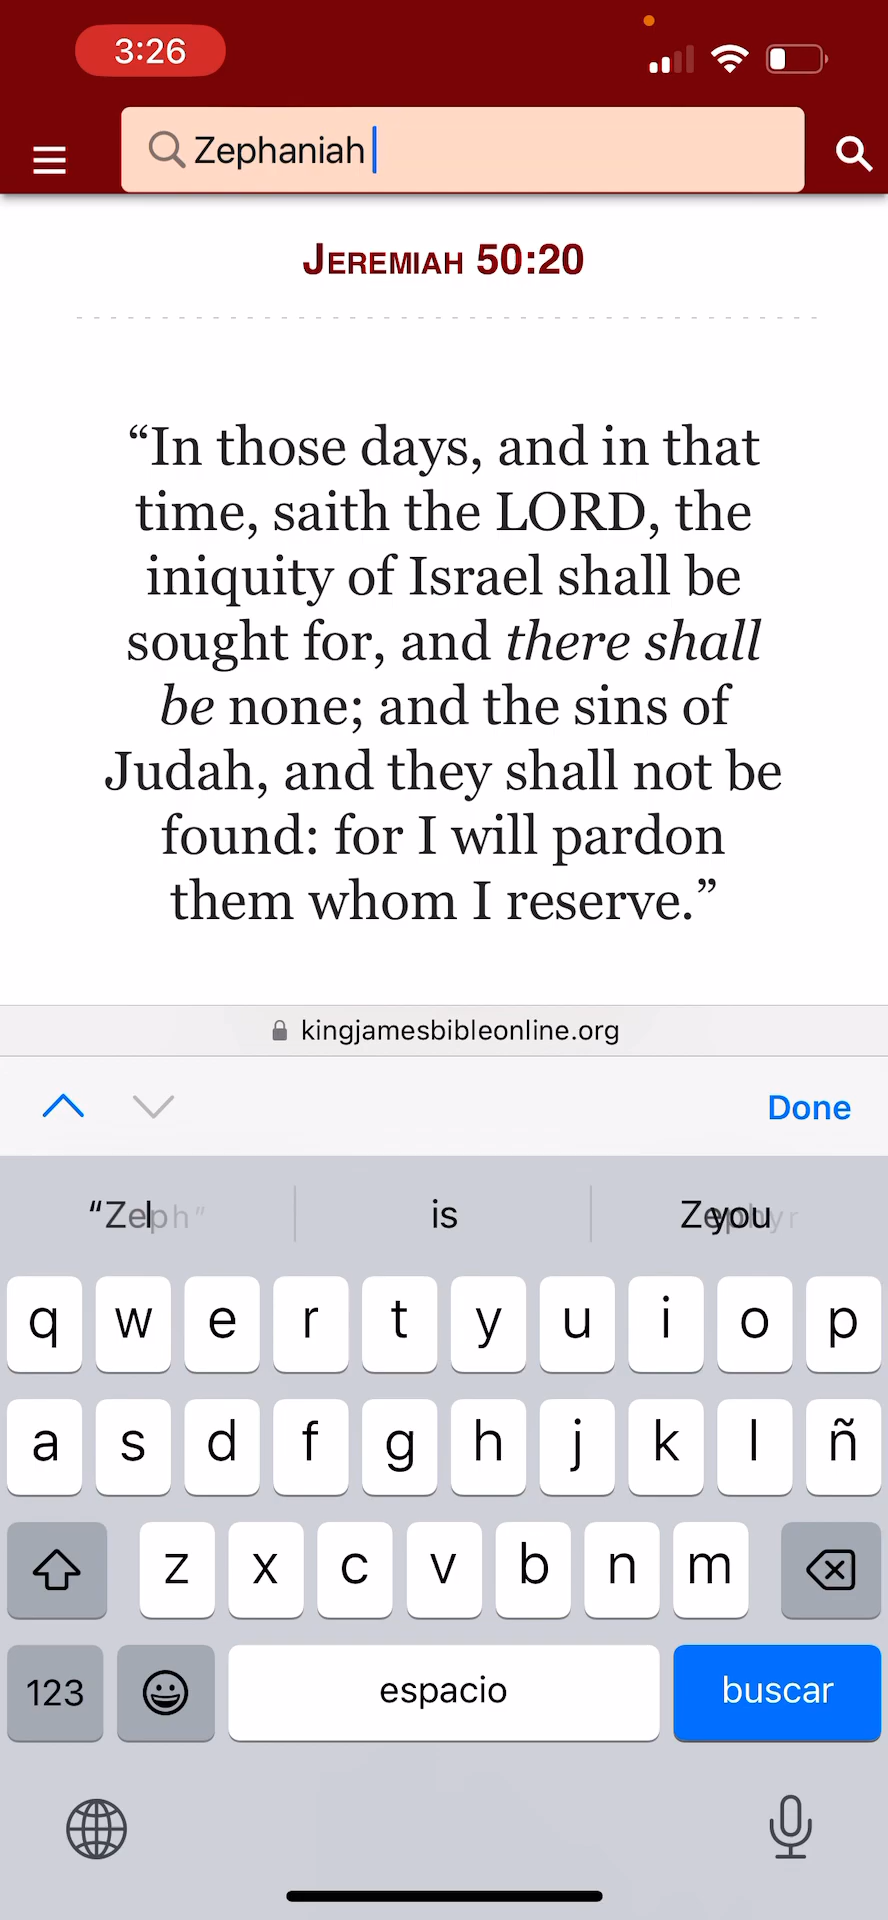 3:26
Zephaniah
JEREMIAH 50:20
“In those days, and in that
time, saith the LORD, the
iniquity of Israel shall be
sought for, and there shall
be none; and the sins of
Judah, and they shall not be
found: for I will pardon
them whom I reserve.”
kingjamesbibleonline.org
Done
is
q w e r t y u i o p
a s d f g h j k l ñ
z x c v b n m
123 espacio buscar